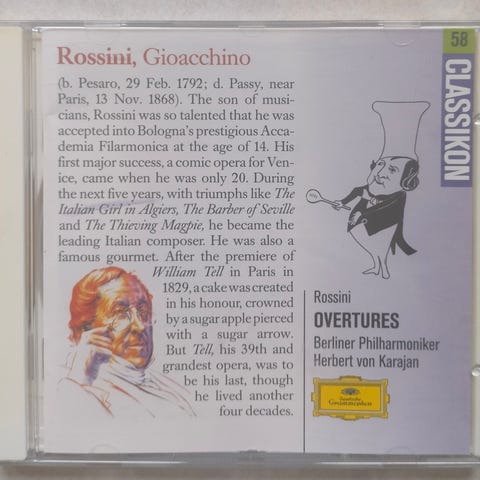 Rossini, Gioacchino
(b. Pesaro, 29 Feb. 1792; d. Passy, near
Paris, 13 Nov. 1868). The son of musi-
cians, Rossini was so talented that he was
accepted into Bologna's prestigious Acca-
demia Filarmonica at the age of 14. His
first major success, a comic opera for Ven-
ice, came when he was only 20. During
the next five years, with triumphs like The
Italian Girl in Algiers, The Barber of Seville
and The Thieving Magpie, he became the
leading Italian composer. He was also a
famous gourmet. After the premiere of
William Tell in Paris in
1829, a cake was created
in his honour, crowned
by a sugar apple pierced
with a sugar arrow.
But Tell, his 39th and
grandest opera, was to
be his last, though
he lived another
four decades.
58
CLASSIKON
Rossini
OVERTURES
Berliner Philharmoniker
Herbert von Karajan
Deutsche
Grammophon